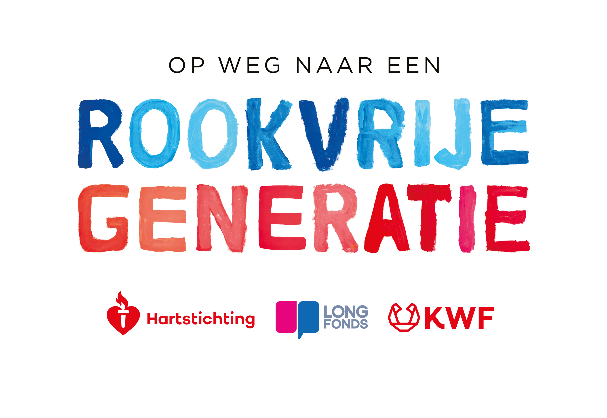 OP WEG NAAR EEN
ROOKVRIJE
GENERATIE
Hartstichting
LONG
FONDS
KWF